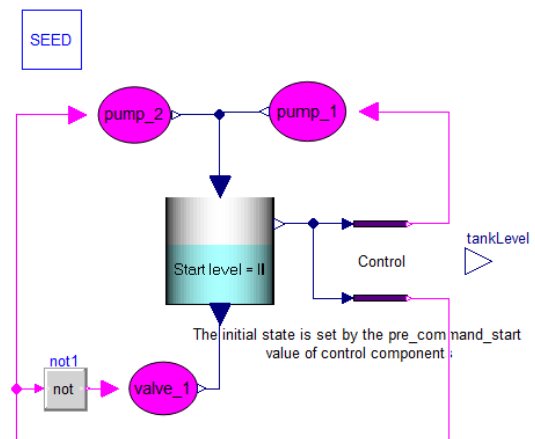 SEED
pump_2
pump_1
tankLevel
Start level = ll
Control
The initial state is set by the pre_command_start
value of control components
not1
not
valve_1